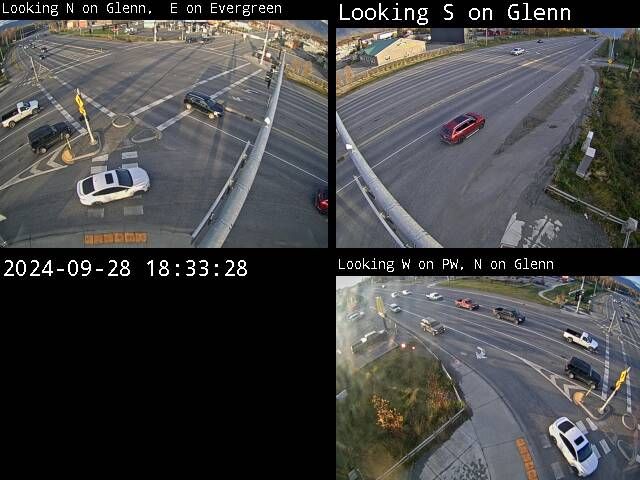 Looking N on Glenn, E on Evergreen
Looking S on Glenn
2024-09-28 18:33:28
Looking W on PW, N on Glenn